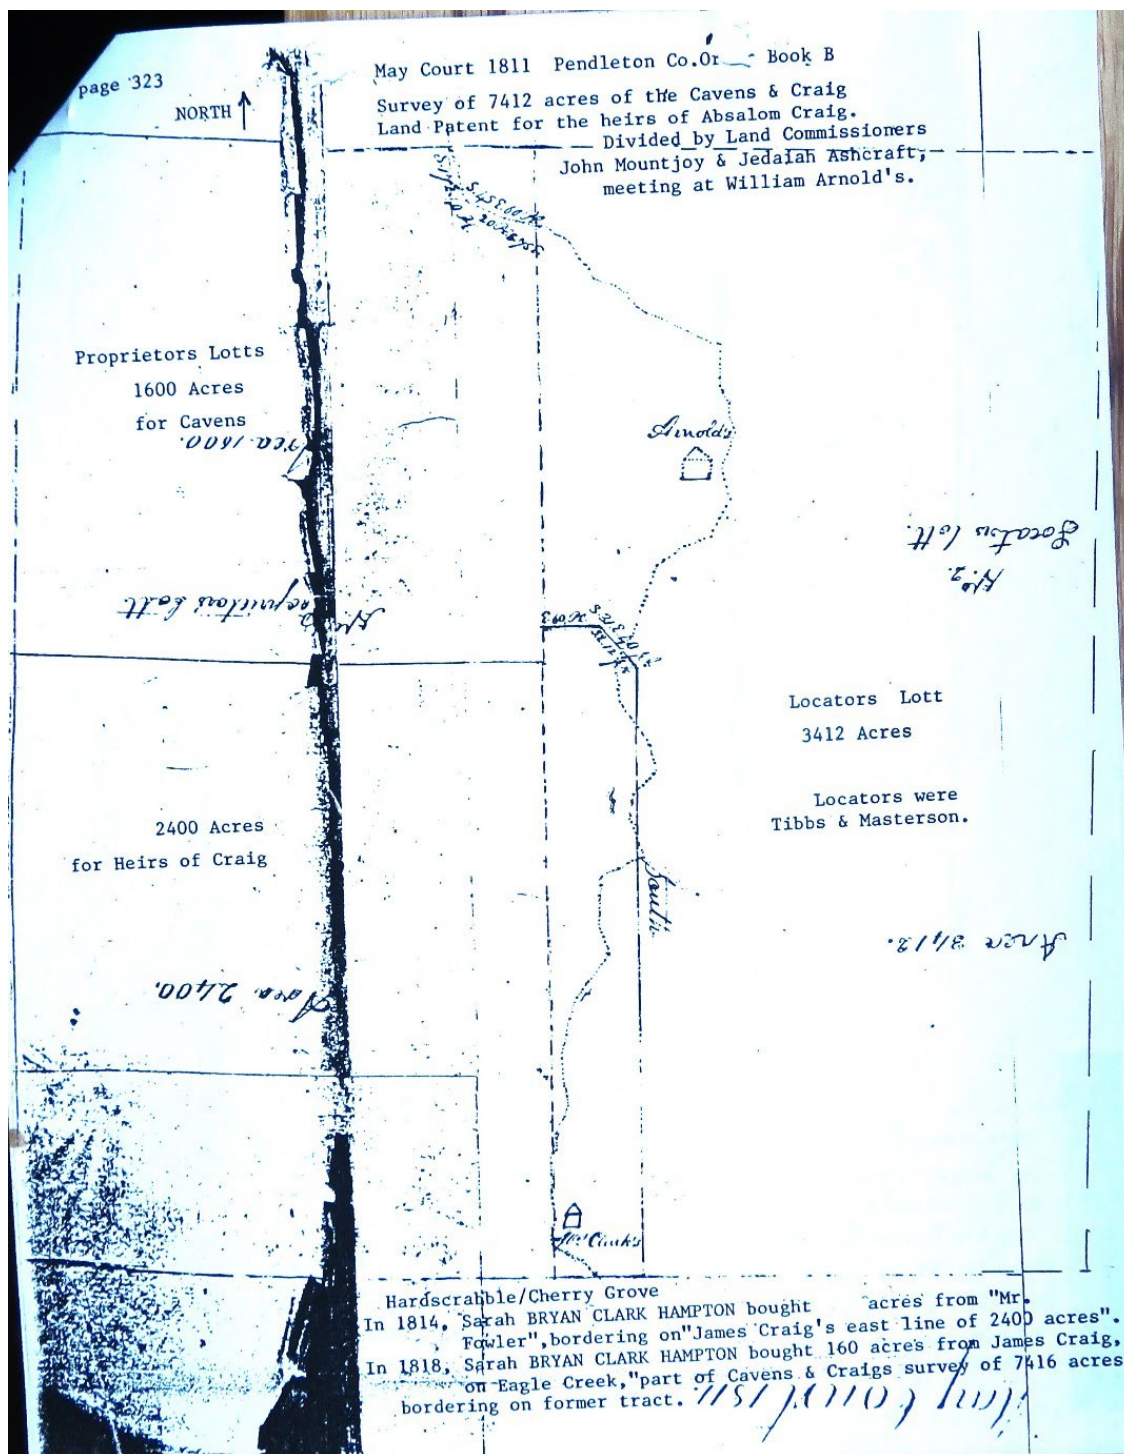 page 323
NORTH
May Court 1811 Pendleton Co.Or Book B
Survey of 7412 acres of the Cavens & Craig
Land Patent for the heirs of Absalom Craig.
Divided by Land Commissioners
John Mountjoy & Jedaiah Ashcraft,
meeting at William Arnold's.
Proprietors Lotts
1600 Acres
for Cavens
Area 1600.
Arnold's
Locators lott.
No. 2.
Proprietors Lott
No.
Locators Lott
3412 Acres
Locators were
Tibbs & Masterson.
2400 Acres
for Heirs of Craig
South
Area 3412.
Area 2400.
Clark's
Hardscrabble/Cherry Grove
In 1814, Sarah BRYAN CLARK HAMPTON bought acres from "Mr.
Fowler",bordering on"James Craig's east line of 2400 acres".
In 1818, Sarah BRYAN CLARK HAMPTON bought 160 acres from James Craig,
on Eagle Creek,"part of Cavens & Craigs survey of 7416 acres
bordering on former tract.